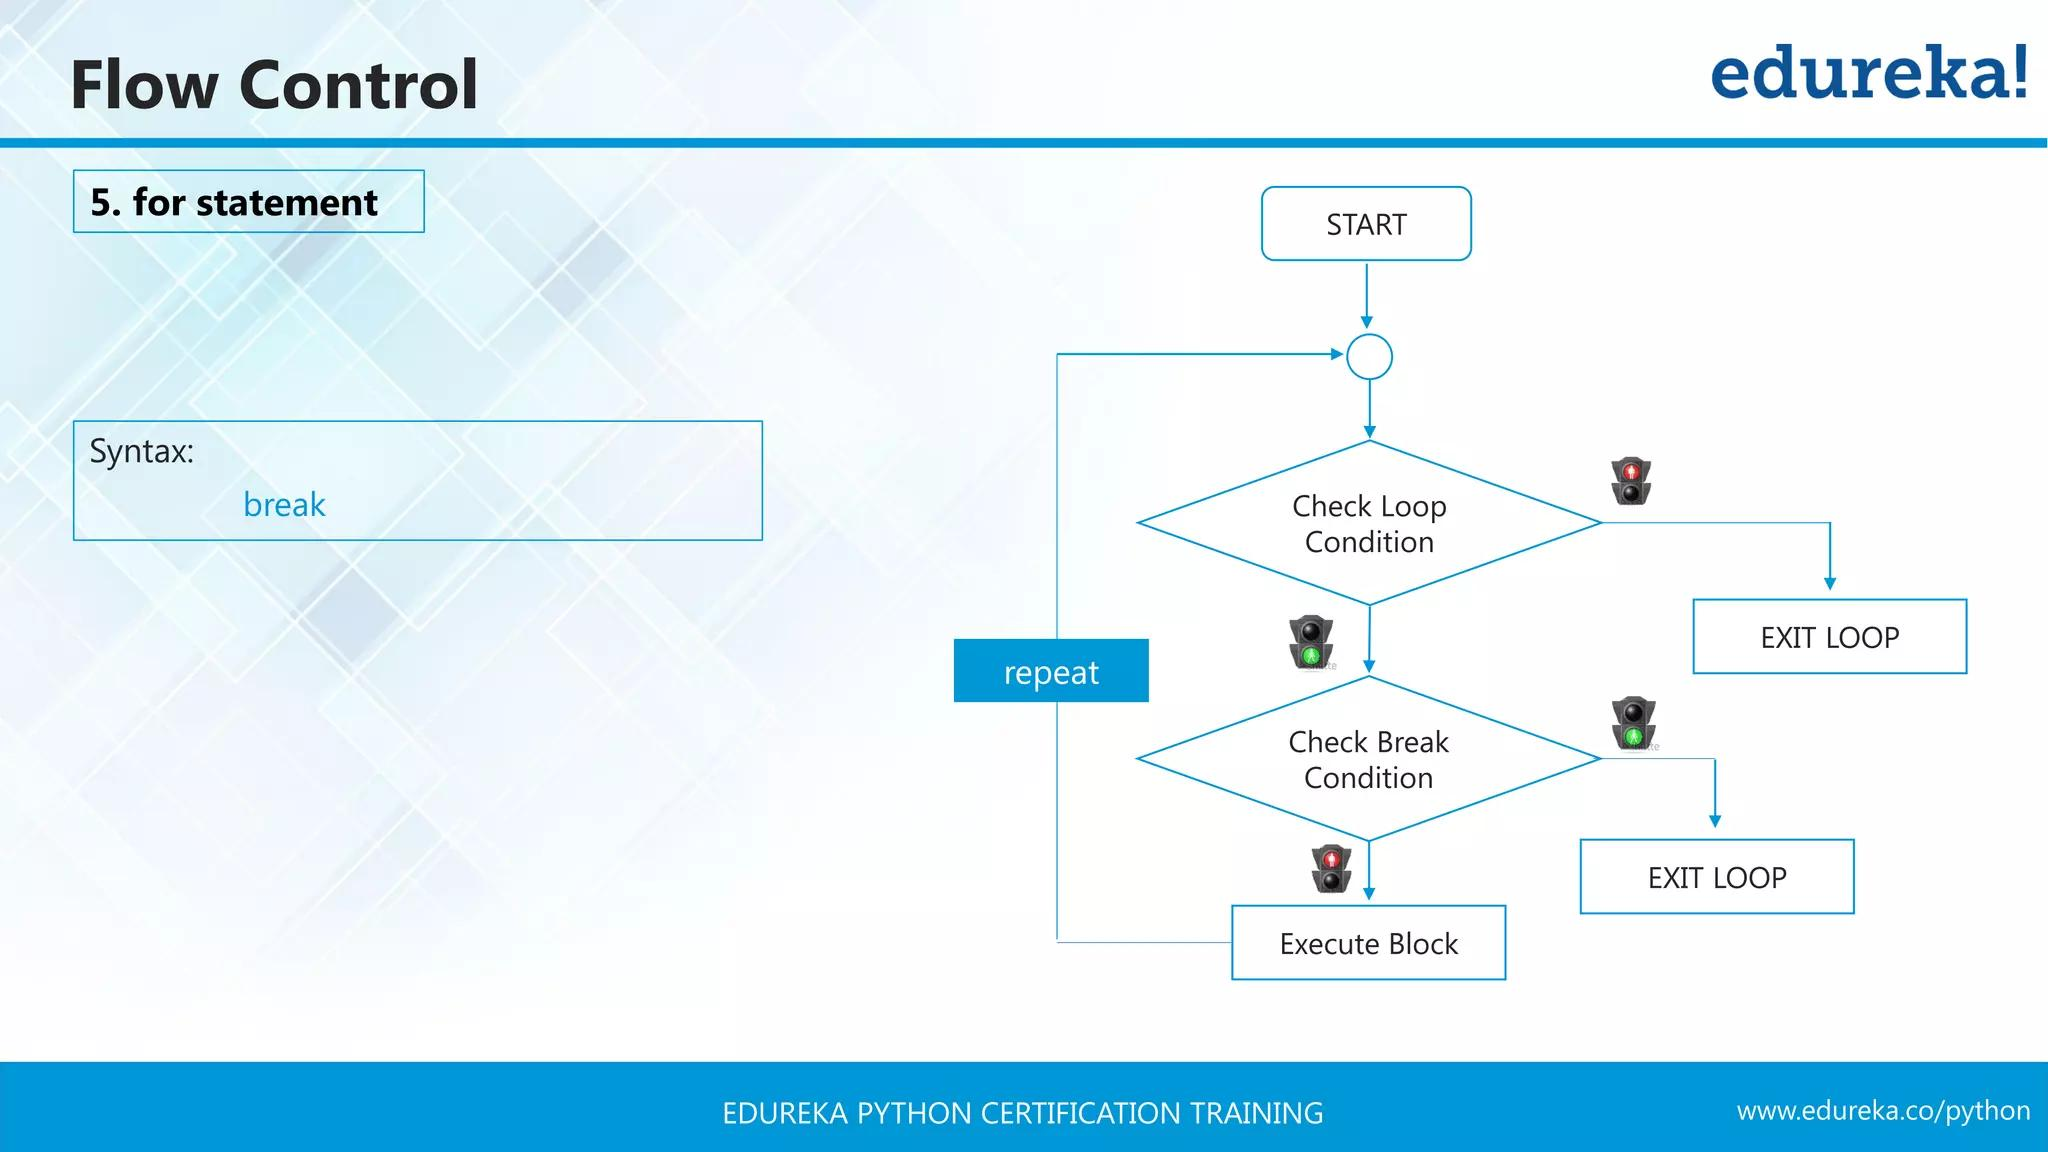 Flow Control
edureka!
5. for statement
START
Syntax:
break
Check Loop
Condition
EXIT LOOP
repeat
Check Break
Condition
EXIT LOOP
Execute Block
EDUREKA PYTHON CERTIFICATION TRAINING
www.edureka.co/python